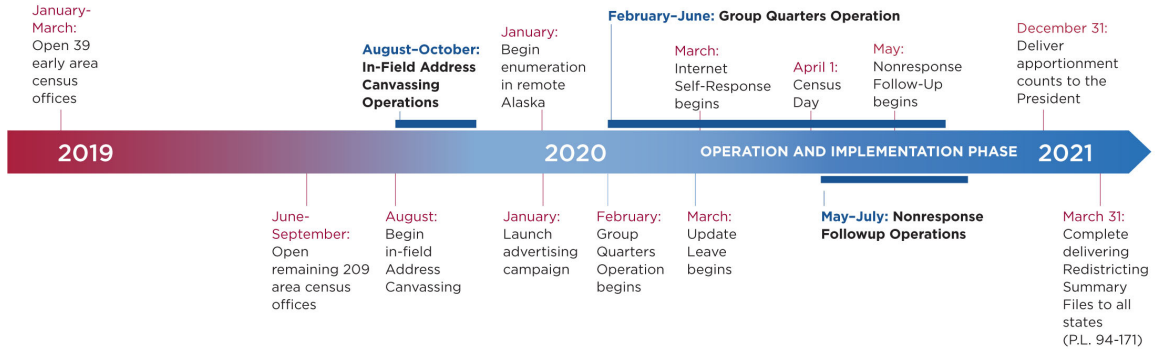 January-
March:
Open 39
early area
census
offices
August–October:
In-Field Address
Canvassing
Operations
January:
Begin
enumeration
in remote
Alaska
February–June: Group Quarters Operation
March:
Internet
Self-Response
begins
April 1:
Census
Day
May:
Nonresponse
Follow-Up
begins
December 31:
Deliver
apportionment
counts to the
President
2019
2020
OPERATION AND IMPLEMENTATION PHASE
2021
June-
September:
Open
remaining 209
area census
offices
August:
Begin
in-field
Address
Canvassing
January:
Launch
advertising
campaign
February:
Group
Quarters
Operation
begins
March:
Update
Leave
begins
May–July: Nonresponse
Followup Operations
March 31:
Complete
delivering
Redistricting
Summary
Files to all
states
(P.L. 94-171)